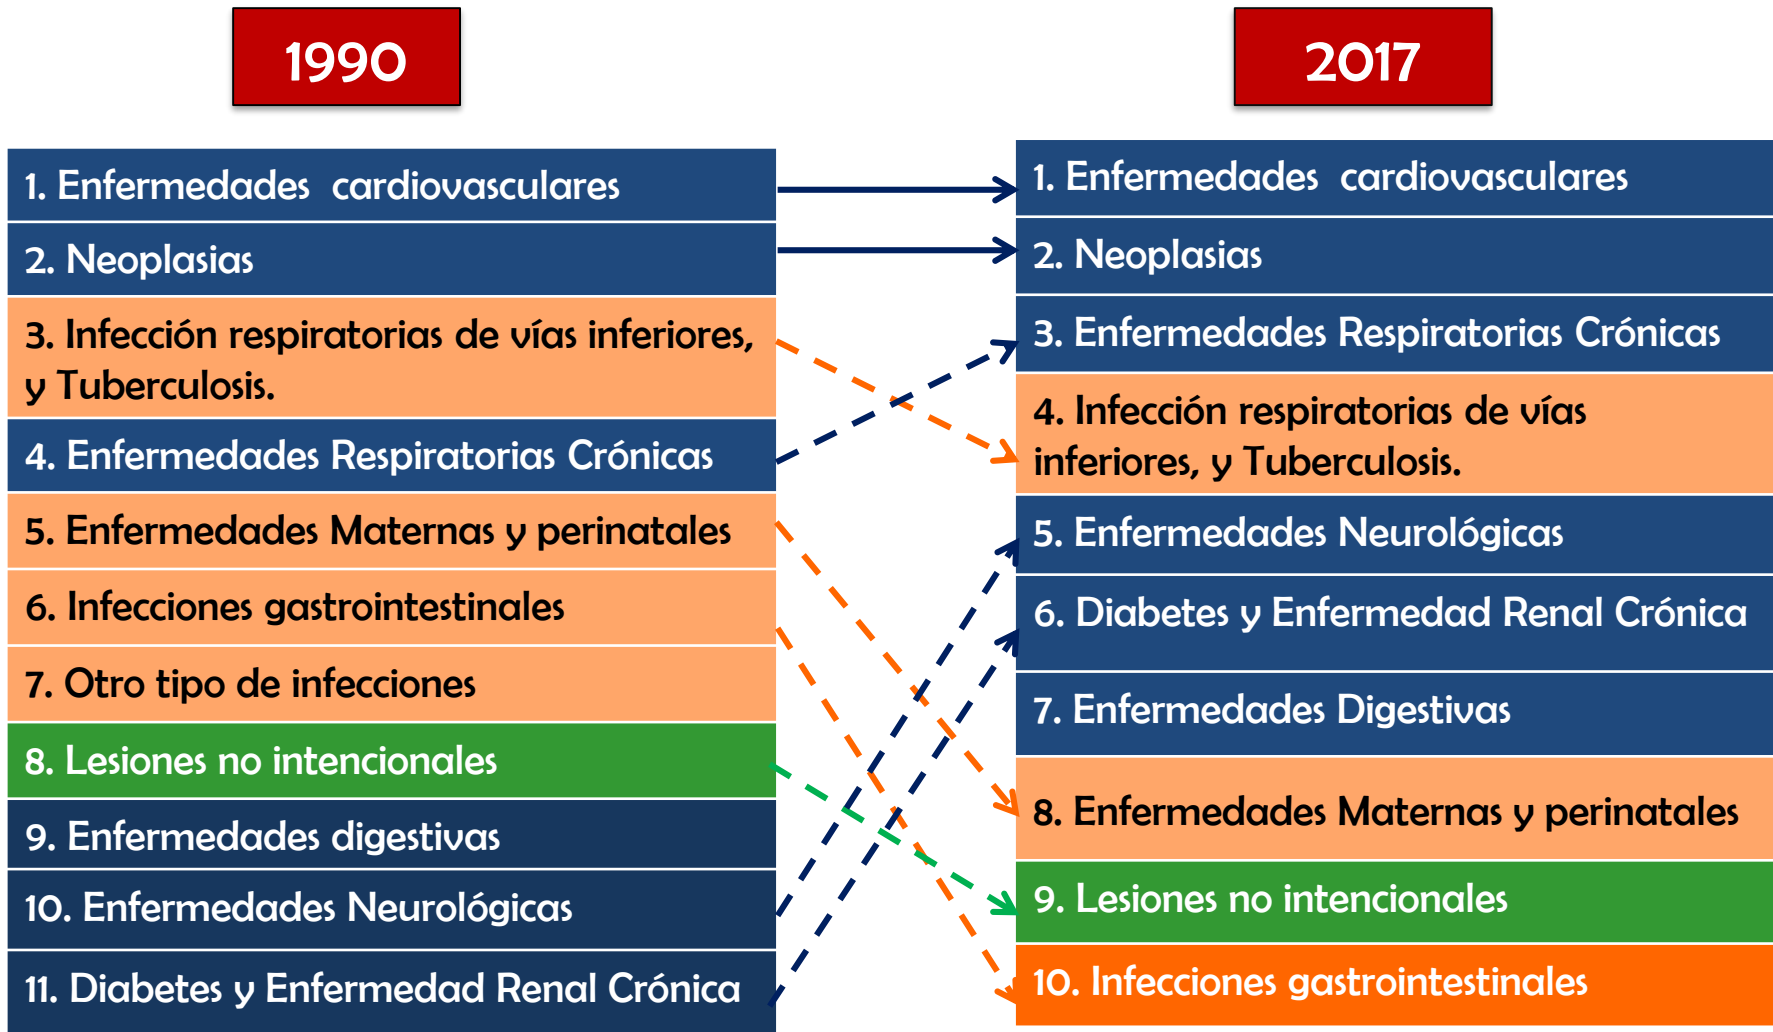 1990
2017
1. Enfermedades cardiovasculares
2. Neoplasias
3. Infección respiratorias de vías inferiores,
y Tuberculosis.
4. Enfermedades Respiratorias Crónicas
5. Enfermedades Maternas y perinatales
6. Infecciones gastrointestinales
7. Otro tipo de infecciones
8. Lesiones no intencionales
9. Enfermedades digestivas
10. Enfermedades Neurológicas
11. Diabetes y Enfermedad Renal Crónica
1. Enfermedades cardiovasculares
2. Neoplasias
3. Enfermedades Respiratorias Crónicas
4. Infección respiratorias de vías
inferiores, y Tuberculosis.
5. Enfermedades Neurológicas
6. Diabetes y Enfermedad Renal Crónica
7. Enfermedades Digestivas
8. Enfermedades Maternas y perinatales
9. Lesiones no intencionales
10. Infecciones gastrointestinales